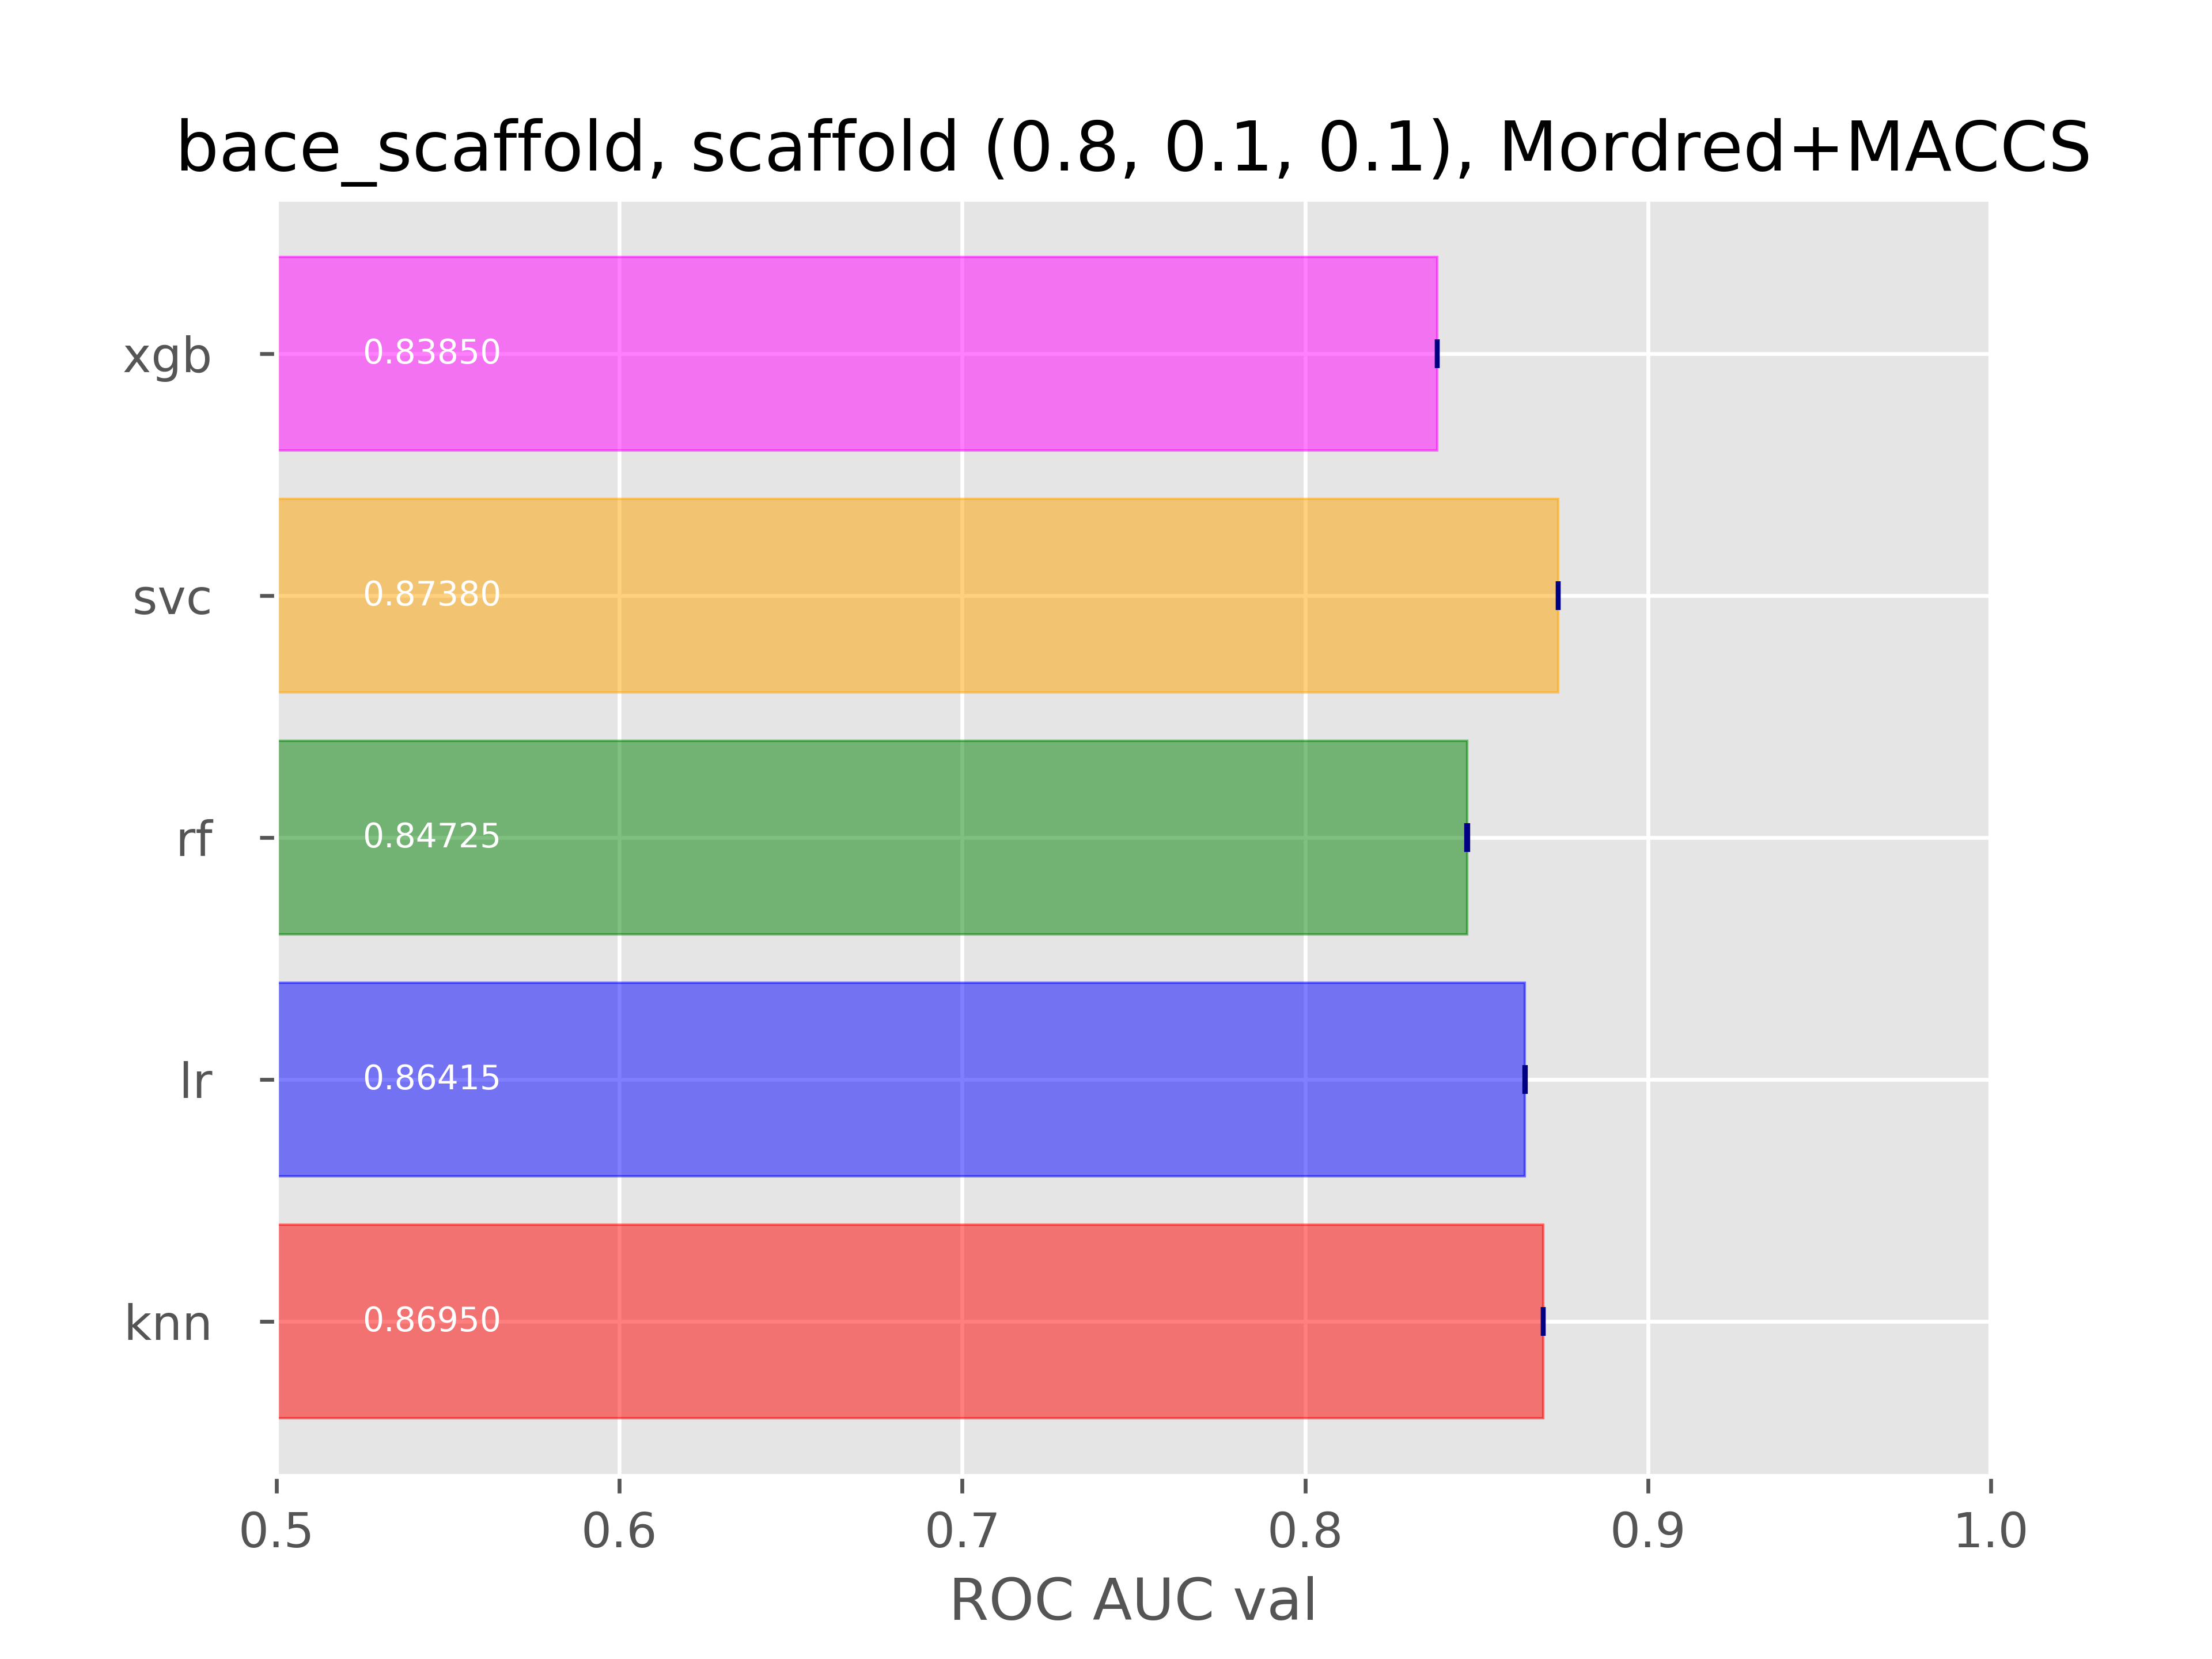 bace_scaffold, scaffold (0.8, 0.1, 0.1), Mordred+MACCS
xgb
0.83850
svc
0.87380
rf
0.84725
lr
0.86415
knn
0.86950
0.5 0.6 0.7 0.8 0.9 1.0
ROC AUC val